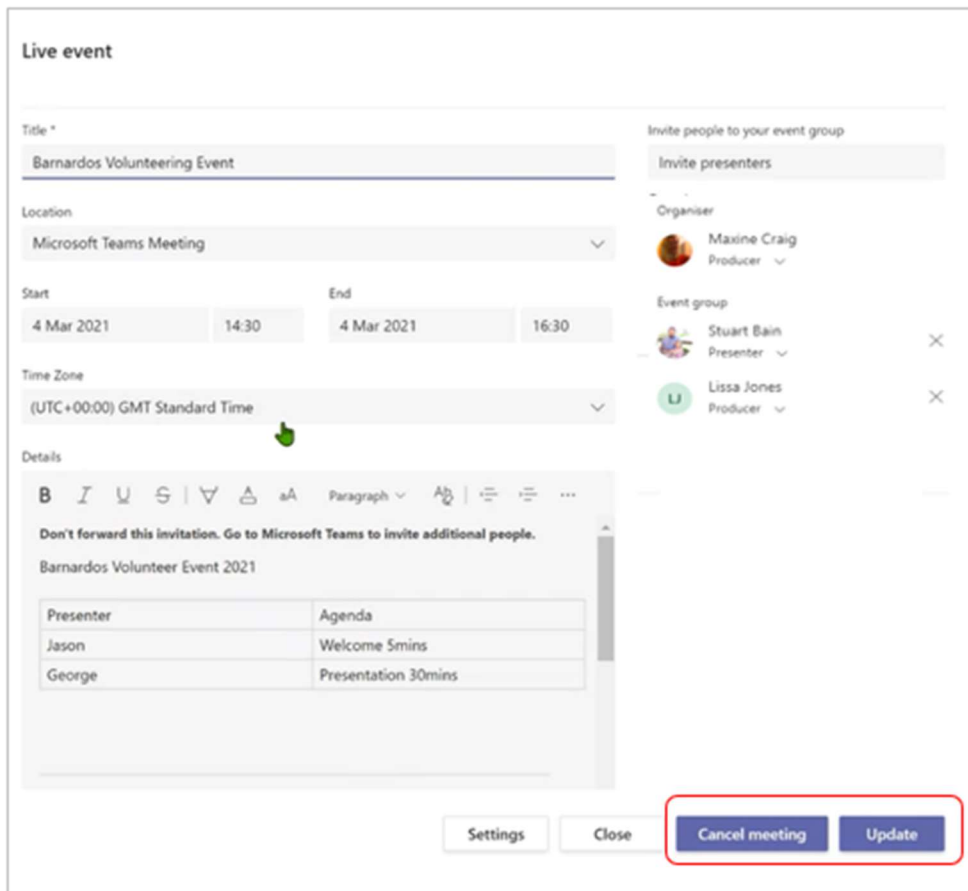 Live event
Title *
Barnardos Volunteering Event
Location
Microsoft Teams Meeting
Start
End
4 Mar 2021
14:30
4 Mar 2021
16:30
Time Zone
(UTC+00:00) GMT Standard Time
Details
B I U S A A aA Paragraph Ab ...
Don't forward this invitation. Go to Microsoft Teams to invite additional people.
Barnardos Volunteer Event 2021
Presenter Agenda
Jason Welcome 5mins
George Presentation 30mins
Invite people to your event group
Invite presenters
Organiser
Maxine Craig
Producer
Event group
Stuart Bain
Presenter
LJ
Lissa Jones
Producer
Settings
Close
Cancel meeting
Update